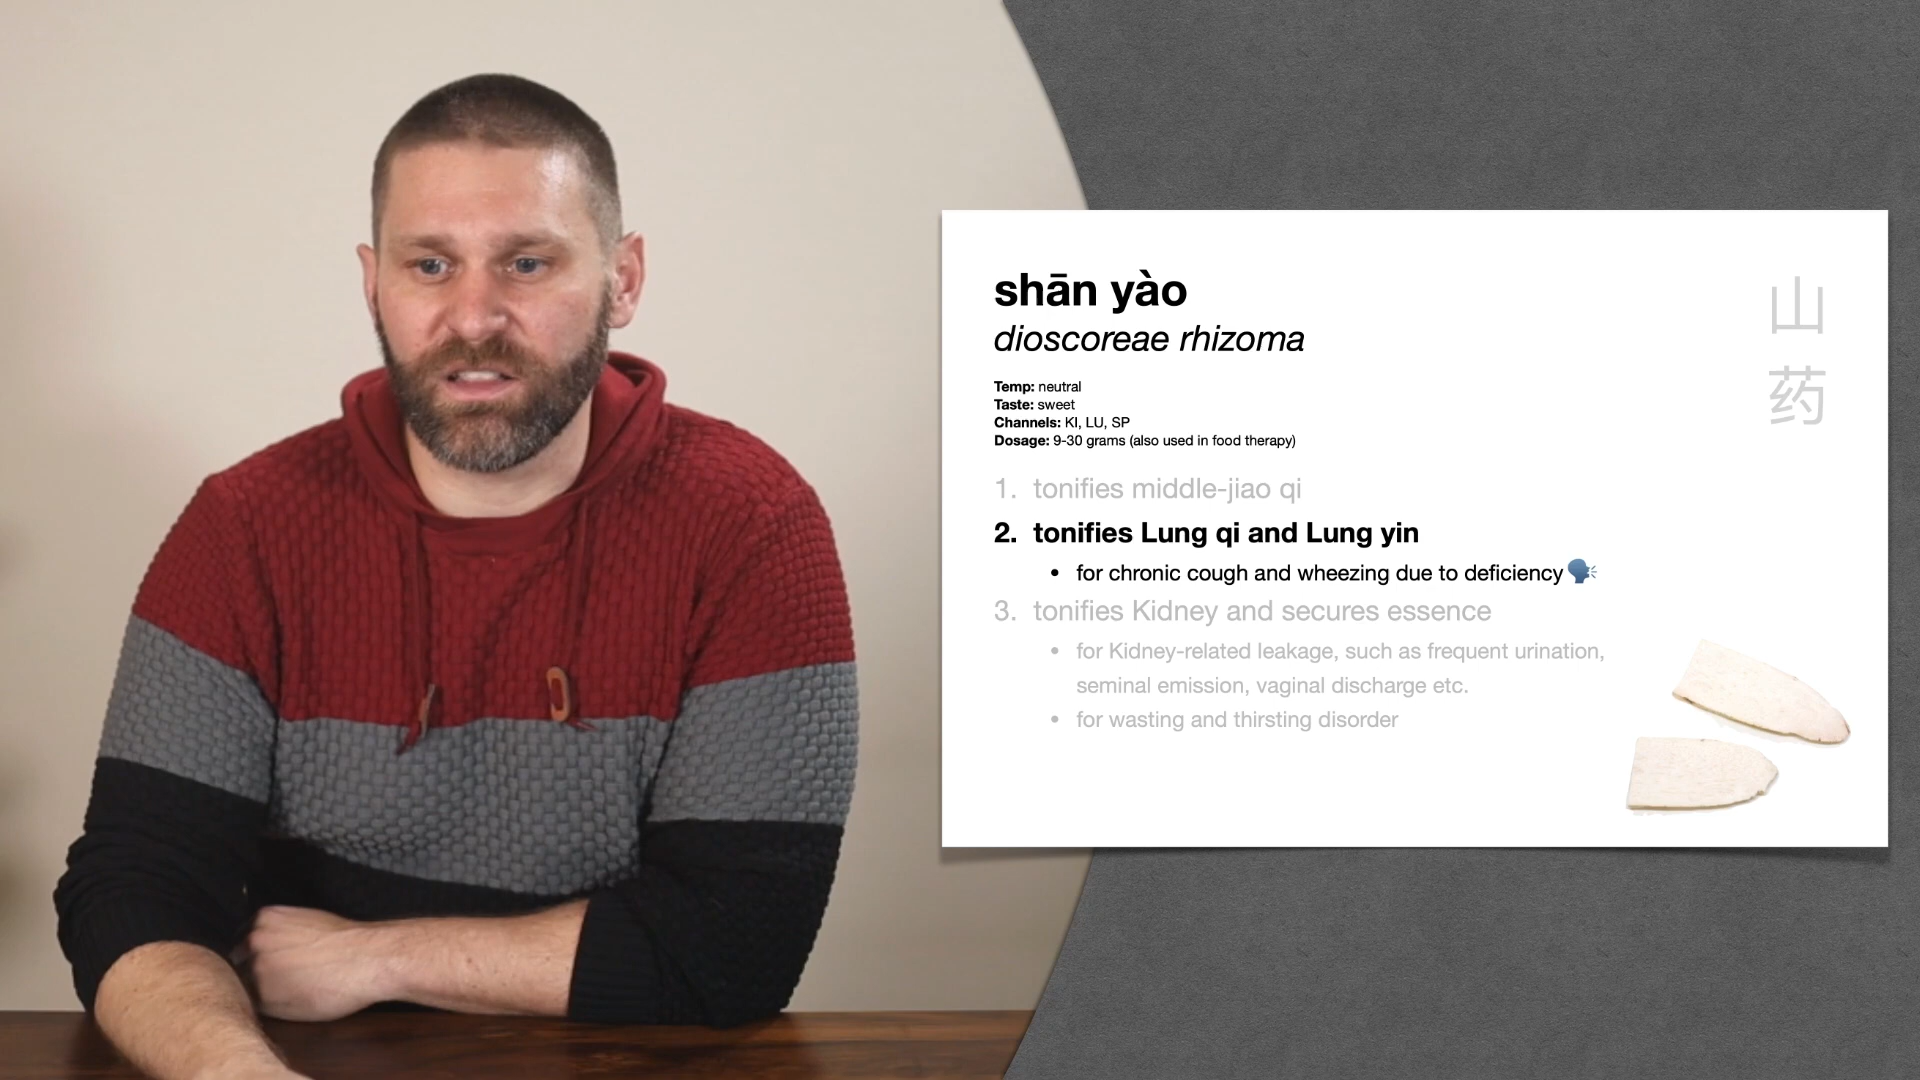 shān yào
dioscoreae rhizoma
山
药
Temp: neutral
Taste: sweet
Channels: KI, LU, SP
Dosage: 9-30 grams (also used in food therapy)
1. tonifies middle-jiao qi
2. tonifies Lung qi and Lung yin
• for chronic cough and wheezing due to deficiency
3. tonifies Kidney and secures essence
• for Kidney-related leakage, such as frequent urination,
seminal emission, vaginal discharge etc.
• for wasting and thirsting disorder